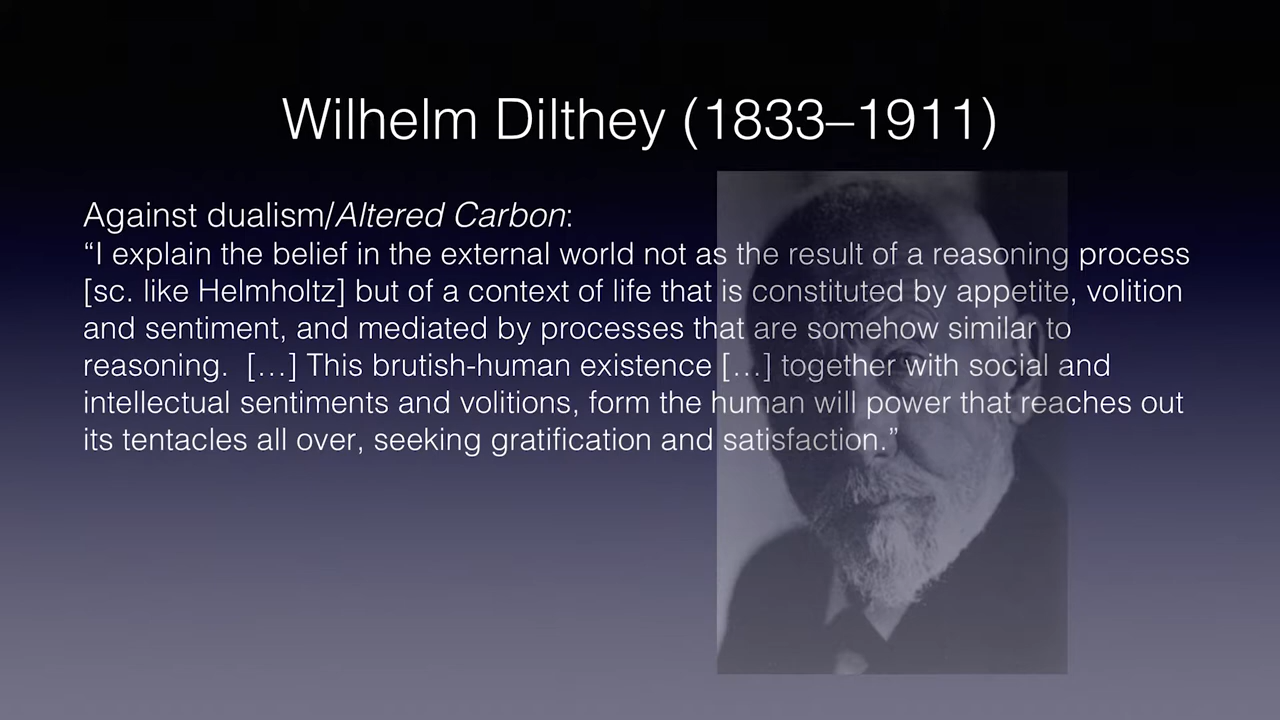 Wilhelm Dilthey (1833–1911)
Against dualism/Altered Carbon:
“I explain the belief in the external world not as the result of a reasoning process
[sc. like Helmholtz] but of a context of life that is constituted by appetite, volition
and sentiment, and mediated by processes that are somehow similar to
reasoning.  […] This brutish-human existence […] together with social and
intellectual sentiments and volitions, form the human will power that reaches out
its tentacles all over, seeking gratification and satisfaction.”